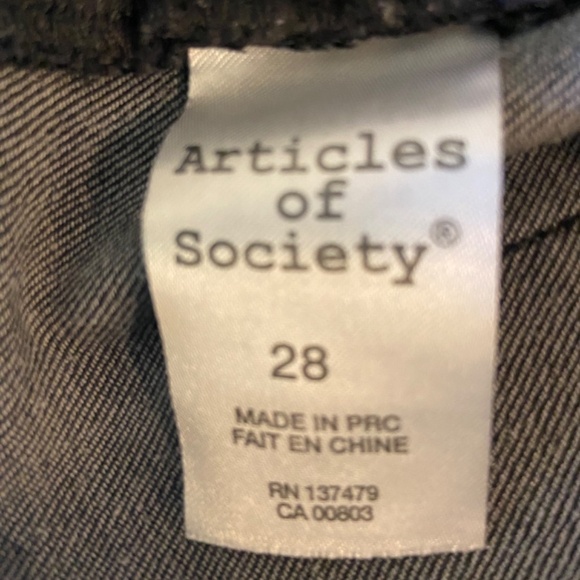 Articles
of
Society®
28
MADE IN PRC
FAIT EN CHINE
RN 137479
CA 00803